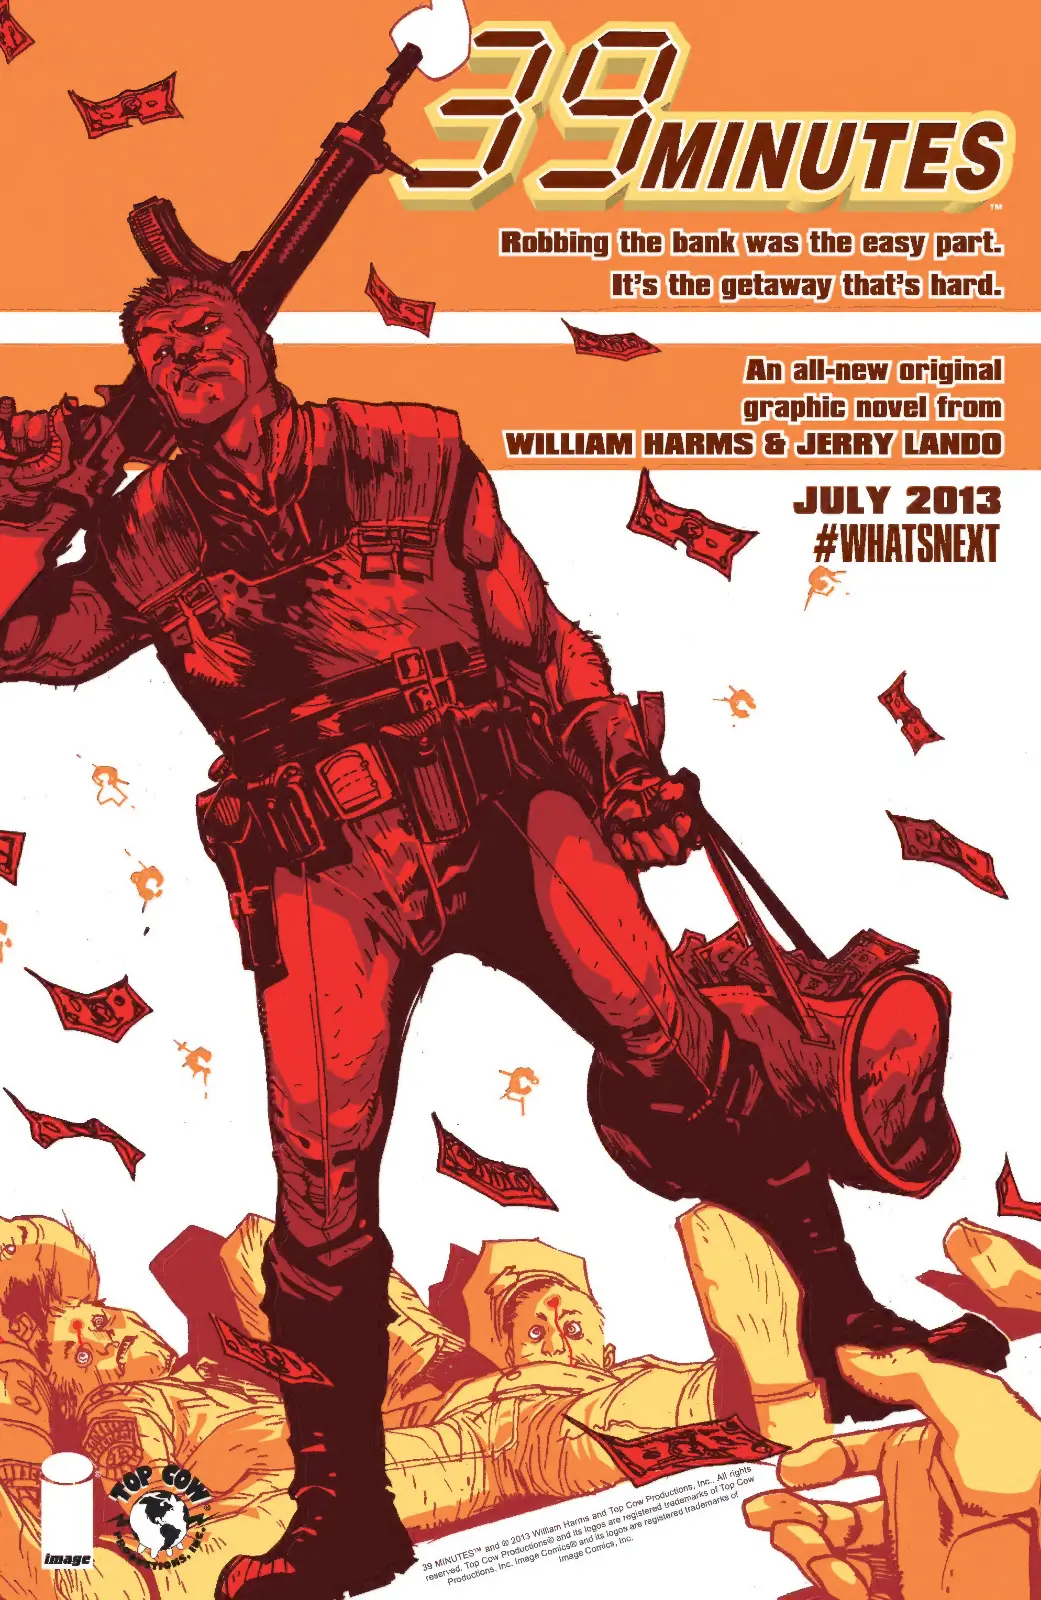 39 MINUTES™
Robbing the bank was the easy part.
It's the getaway that's hard.
An all-new original
graphic novel from
WILLIAM HARMS & JERRY LANDO
JULY 2013
#WHATSNEXT
image
TOP COW
PRODUCTIONS, INC.
39 MINUTES™ and ® 2013 William Harms and Top Cow Productions, Inc.. All rights
reserved. Top Cow Productions® and its logos are registered trademarks of Top Cow
Productions, Inc. Image Comics® and its logos are registered trademarks of
Image Comics, Inc.